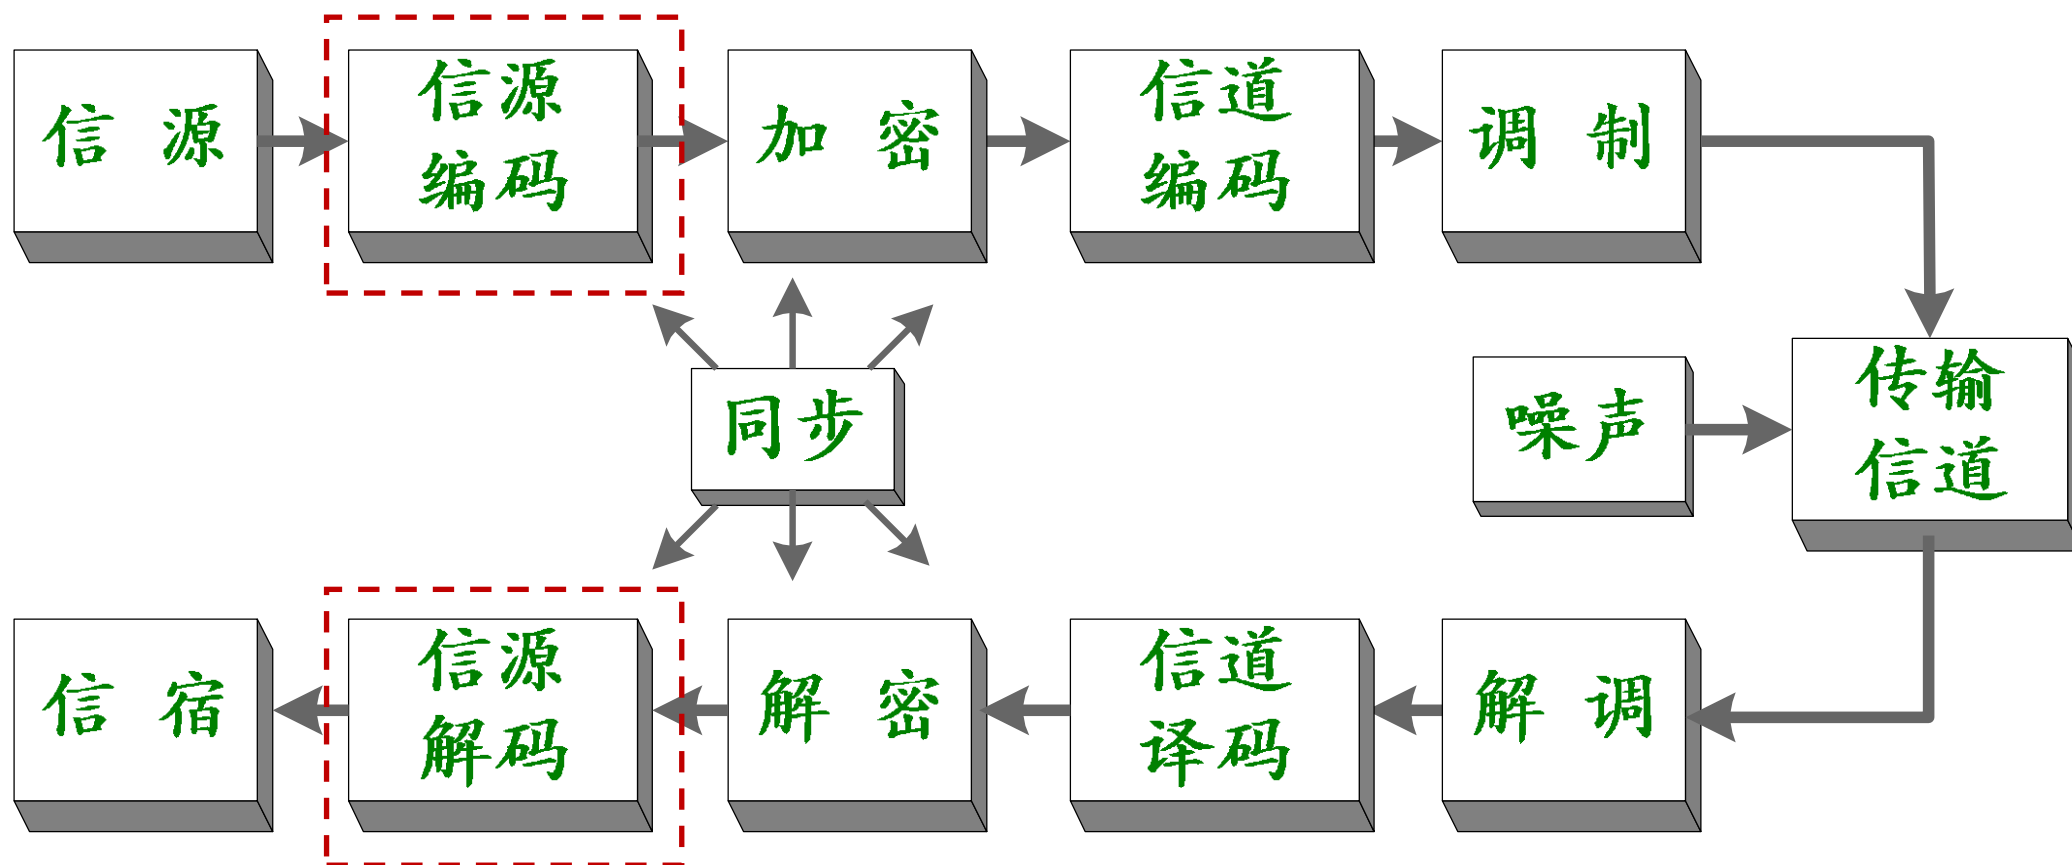 信源
信源
编码
加密
信道
编码
调制
同步
噪声
传输
信道
信宿
信源
解码
解密
信道
译码
解调